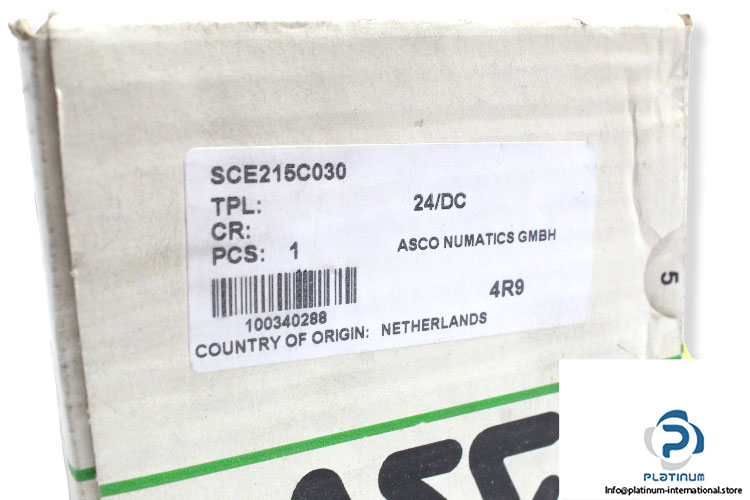 SCE215C030
TPL: 24/DC
CR:
PCS: 1 ASCO NUMATICS GMBH
4R9
100340288
COUNTRY OF ORIGIN: NETHERLANDS
5
ASC
PLATINUM
Info@platinum-international.store